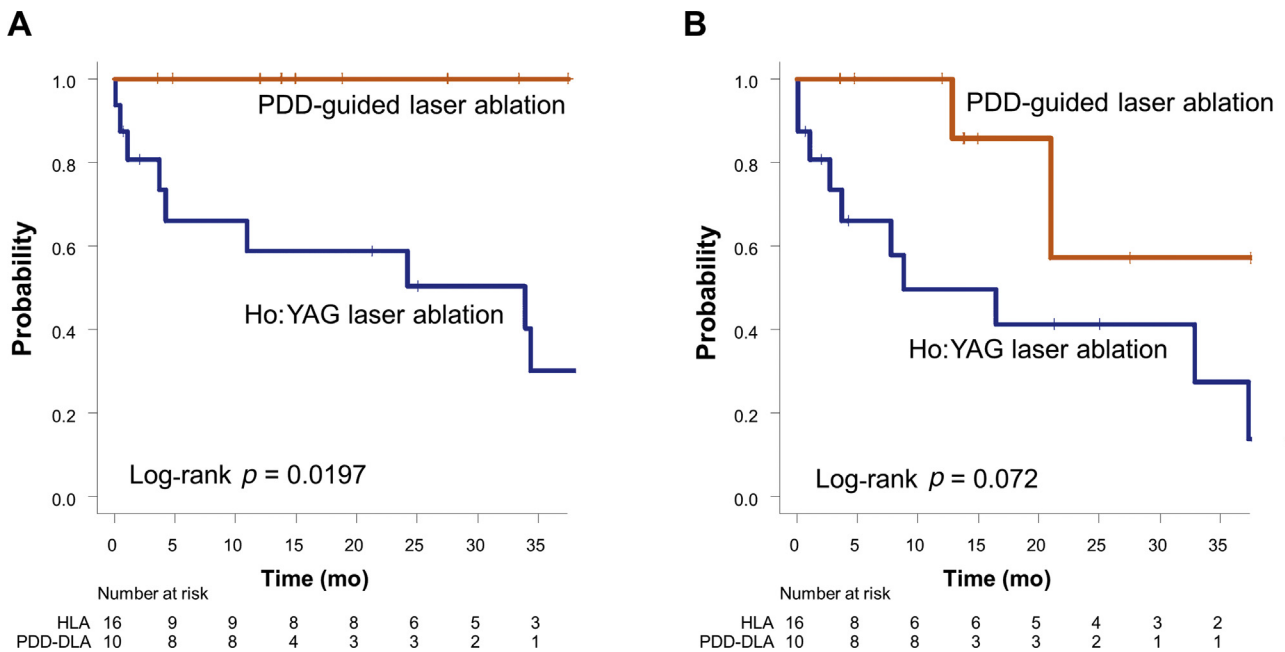 A
1.0
0.8
0.6
0.4
0.2
0.0
Probability
PDD-guided laser ablation
Ho:YAG laser ablation
Log-rank p = 0.0197
0 5 10 15 20 25 30 35
Time (mo)
Number at risk
HLA 16 9 9 8 8 6 5 3
PDD-DLA 10 8 8 4 3 3 2 1
B
1.0
0.8
0.6
0.4
0.2
0.0
Probability
PDD-guided laser ablation
Ho:YAG laser ablation
Log-rank p = 0.072
0 5 10 15 20 25 30 35
Time (mo)
Number at risk
HLA 16 8 6 6 5 4 3 2
PDD-DLA 10 8 8 3 3 2 1 1